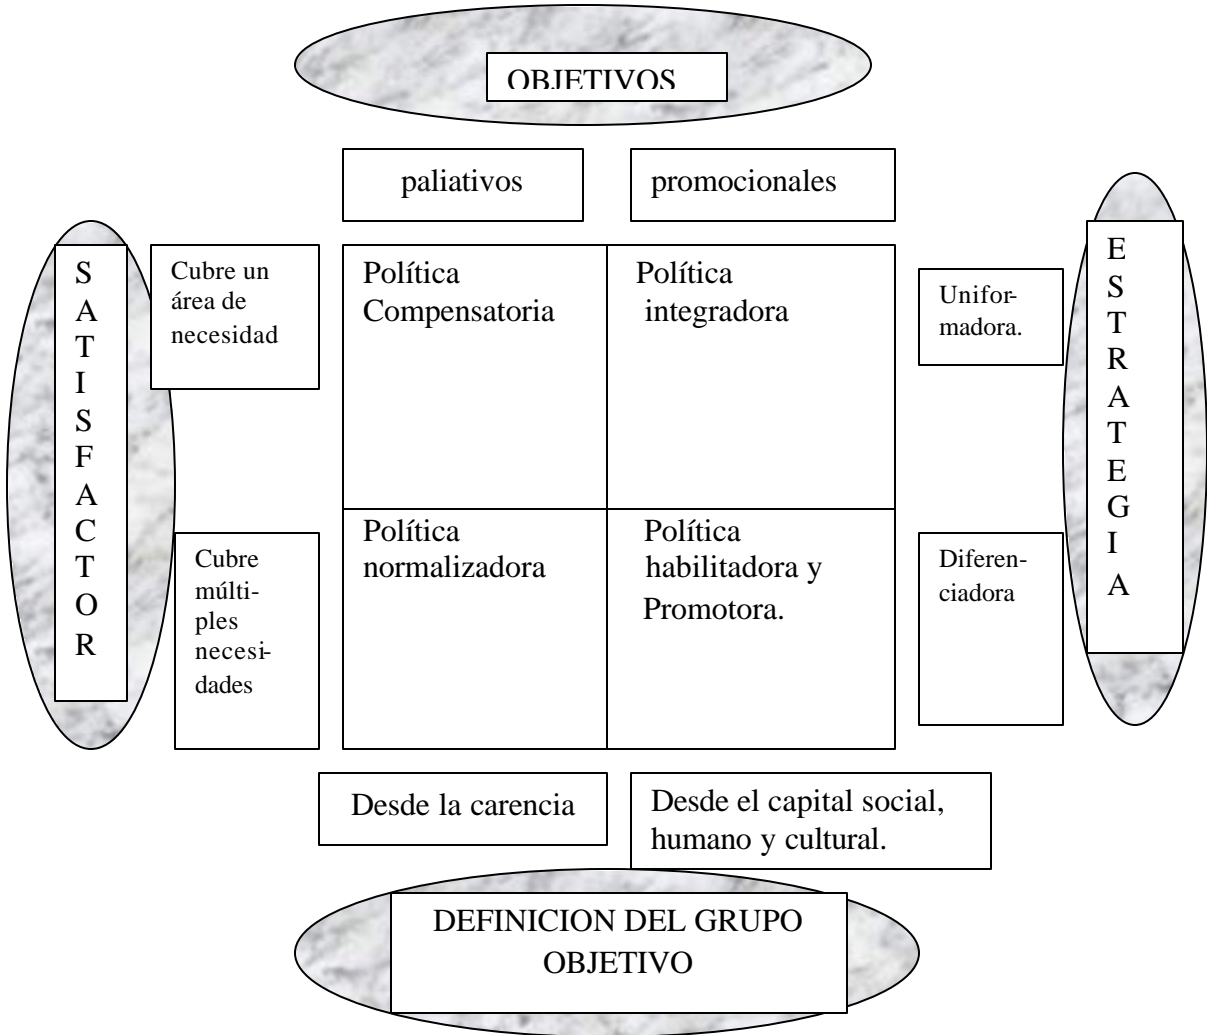 OBJETIVOS
paliativos
promocionales
S
A
T
I
S
F
A
C
T
O
R
Cubre un
área de
necesidad
Política
Compensatoria
Política
integradora
Unifor-
madora.
E
S
T
R
A
T
E
G
I
A
Cubre
múlti-
ples
necesi-
dades
Política
normalizadora
Política
habilitadora y
Promotora.
Diferen-
ciadora
Desde la carencia
Desde el capital social,
humano y cultural.
DEFINICION DEL GRUPO
OBJETIVO